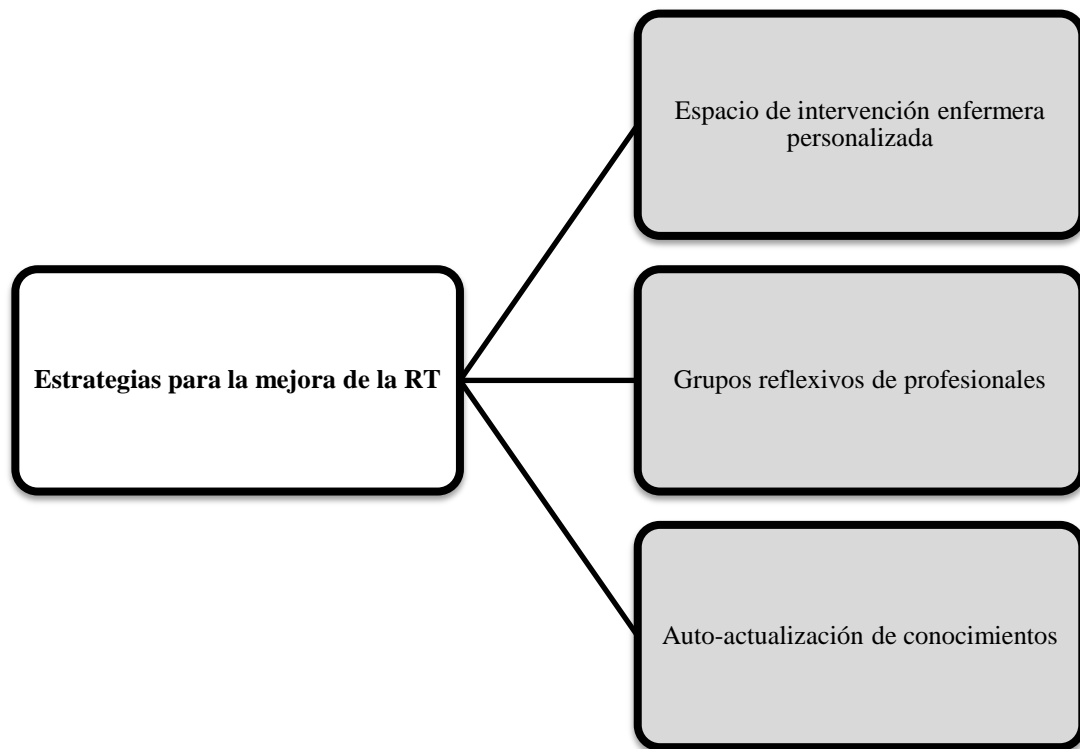 Espacio de intervención enfermera
personalizada
Estrategias para la mejora de la RT
Grupos reflexivos de profesionales
Auto-actualización de conocimientos